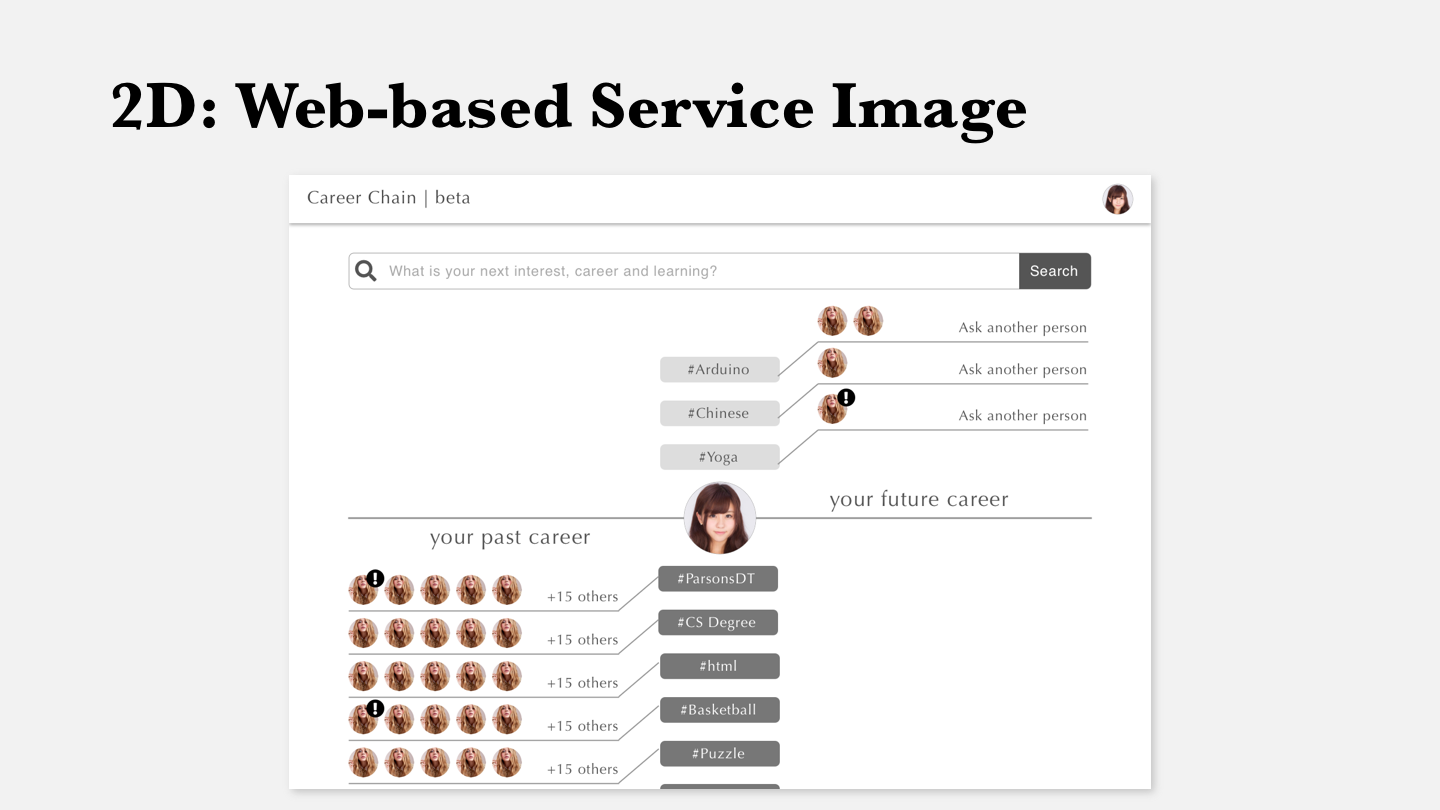 2D: Web-based Service Image
Career Chain | beta
What is your next interest, career and learning?
Search
Ask another person
#Arduino
Ask another person
#Chinese
Ask another person
#Yoga
your future career
your past career
#ParsonsDT
+15 others
#CS Degree
+15 others
#html
+15 others
#Basketball
+15 others
#Puzzle
+15 others